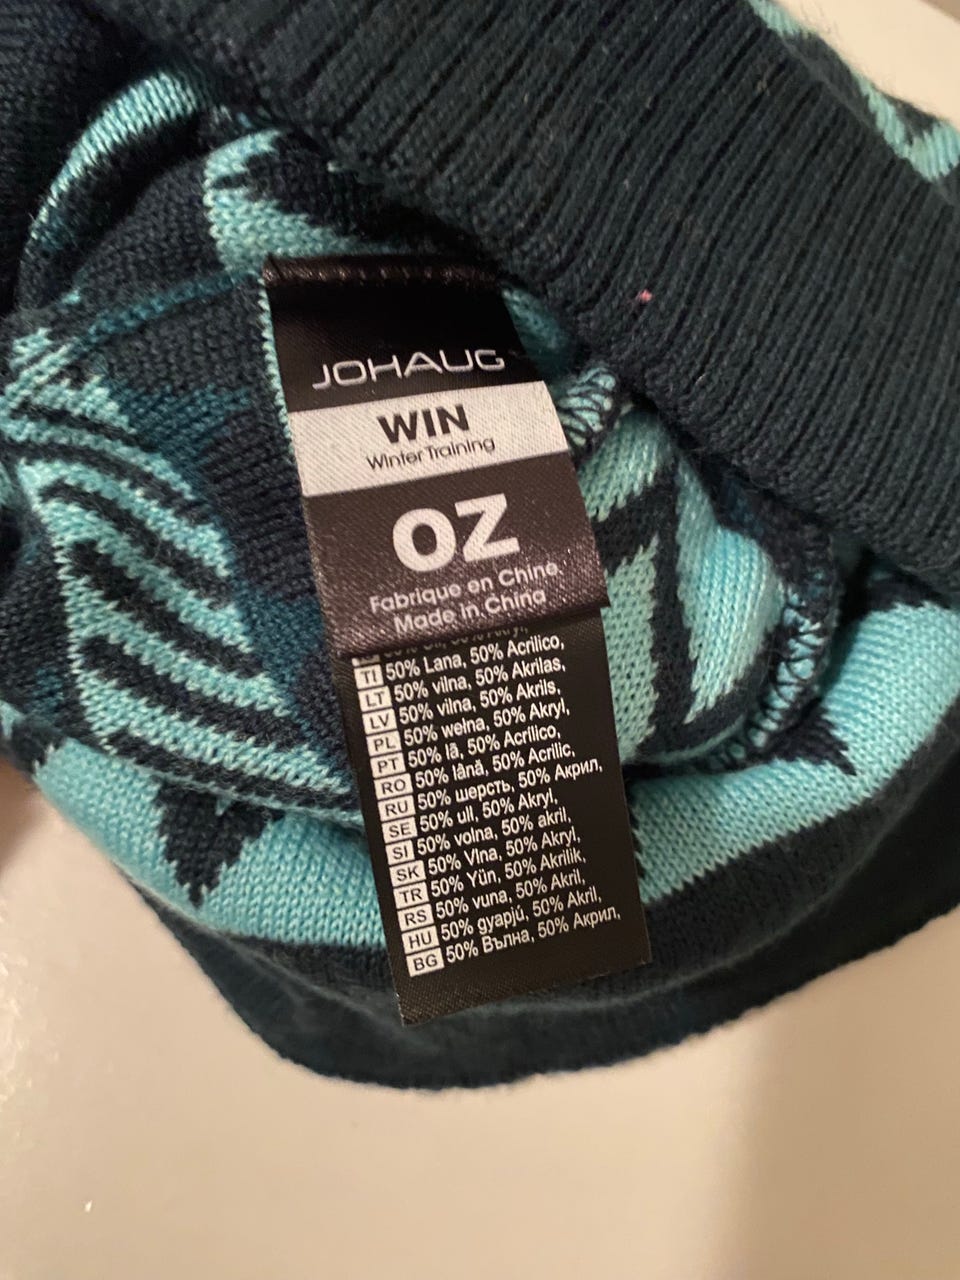 JOHAUG
WIN
Winter Training
OZ
Fabrique en Chine
Made in China
TI 50% Lana, 50% Acrilico,
LT 50% vilna, 50% Akrilas,
LV 50% vilna, 50% Akrils,
PL 50% wełna, 50% Akryl,
PT 50% lã, 50% Acrílico,
RO 50% lână, 50% Acrilic,
RU 50% шерсть, 50% Акрил,
SE 50% ull, 50% Akryl,
SI 50% volna, 50% akril,
SK 50% Vlna, 50% Akryl,
TR 50% Yün, 50% Akrilik,
RS 50% vuna, 50% Akril,
HU 50% gyapjú, 50% Akril,
BG 50% Вълна, 50% Акрил,